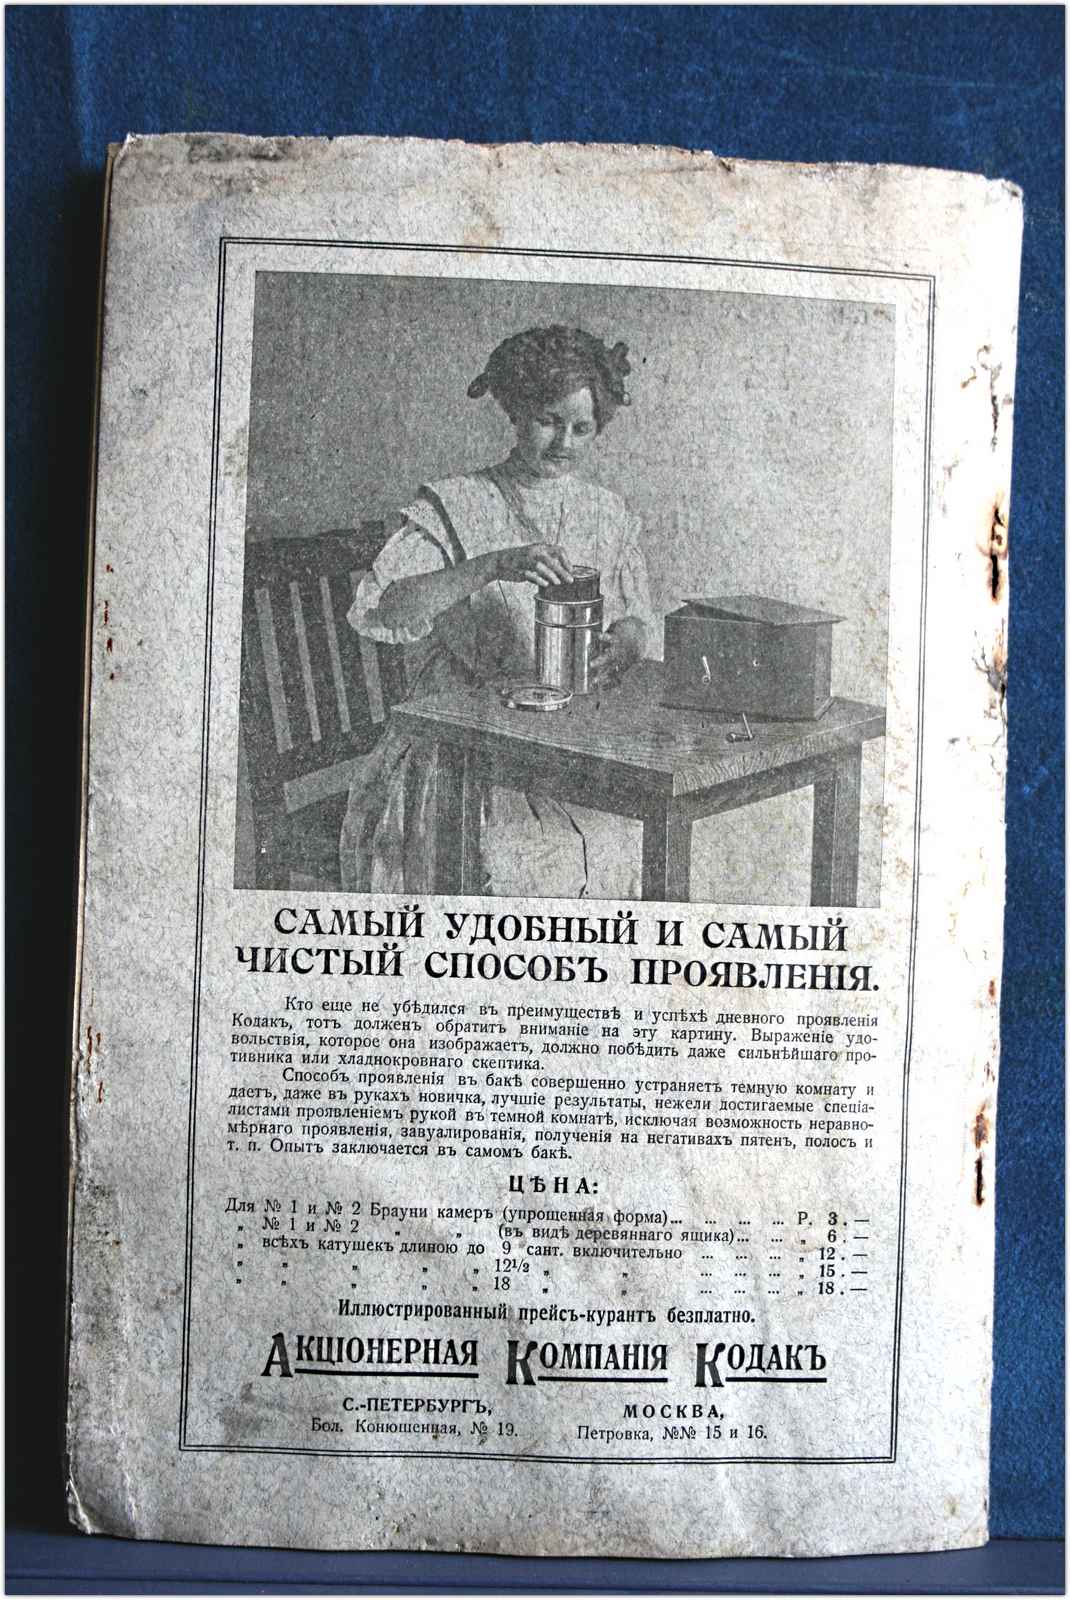 САМЫЙ УДОБНЫЙ И САМЫЙ
ЧИСТЫЙ СПОСОБЪ ПРОЯВЛЕНІЯ.
Кто еще не убѣдился въ преимуществѣ и успѣхѣ дневного проявленія
Кодакъ, тотъ долженъ обратить вниманіе на эту картину. Выраженіе удо-
вольствія, которое она изображаетъ, должно побѣдить даже сильнѣйшаго про-
тивника или хладнокровнаго скептика.
Способъ проявленія въ бакѣ совершенно устраняетъ темную комнату и
даетъ, даже въ рукахъ новичка, лучшіе результаты, нежели достигаемые спеціа-
листами проявленіемъ рукой въ темной комнатѣ, исключая возможность неравно-
мѣрнаго проявленія, завуалированія, полученія на негативахъ пятенъ, полосъ и
т. п. Опытъ заключается въ самомъ бакѣ.
ЦѢНА:
Для № 1 и № 2 Брауни камеръ (упрощенная форма)... ... ... ... Р. 3.—
„ № 1 и № 2 „ „ (въ видѣ деревяннаго ящика)... ... „ 6.—
„ всѣхъ катушекъ длиною до 9 сант. включительно ... ... ... „ 12.—
„ „ „ „ „ 12½ „ „ ... ... ... „ 15.—
„ „ „ „ „ 18 „ „ ... ... ... „ 18.—
Иллюстрированный прейсъ-курантъ безплатно.
АКЦІОНЕРНАЯ КОМПАНІЯ КОДАКЪ
С.-ПЕТЕРБУРГЪ, МОСКВА,
Бол. Конюшенная, № 19. Петровка, №№ 15 и 16.